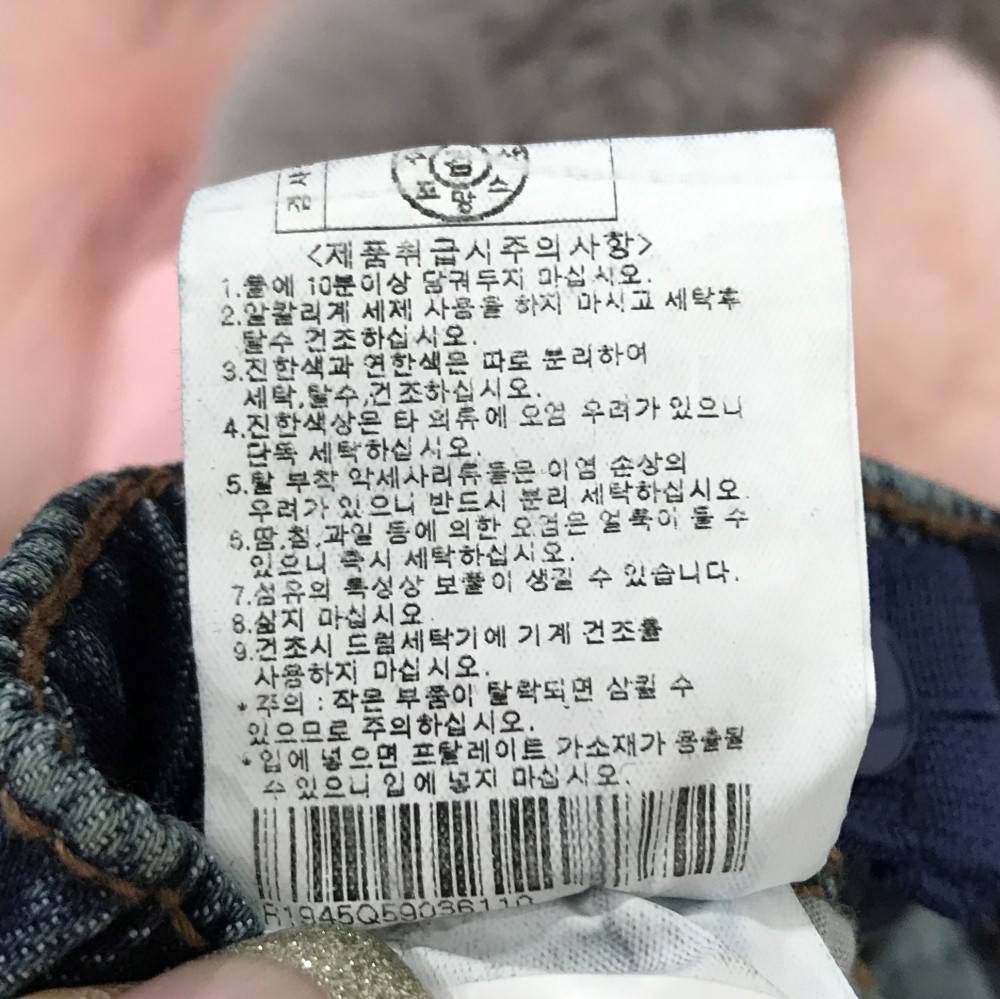 검사
꼬망스
<제품취급시주의사항>
1.물에 10분이상 담궈두지 마십시오.
2.알칼리계 세제 사용을 하지 마시고 세탁후
탈수 건조하십시오.
3.진한색과 연한색은 따로 분리하여
세탁,탈수,건조하십시오.
4.진한색상은 타 의류에 오염 우려가 있으니
단독 세탁하십시오.
5.탈 부착 악세사리류들은 이염 손상의
우려가 있으니 반드시 분리 세탁하십시오.
6.땀,침,과일 등에 의한 오염은 얼룩이 될 수
있으니 즉시 세탁하십시오.
7.섬유의 특성상 보풀이 생길 수 있습니다.
8.삶지 마십시오.
9.건조시 드럼세탁기에 기계 건조를
사용하지 마십시오.
*주의 : 작은 부품이 탈락되면 삼킬 수
있으므로 주의하십시오.
*입에 넣으면 프탈레이트 가소제가 용출될
수 있으니 입에 넣지 마십시오.
R1945Q59036110